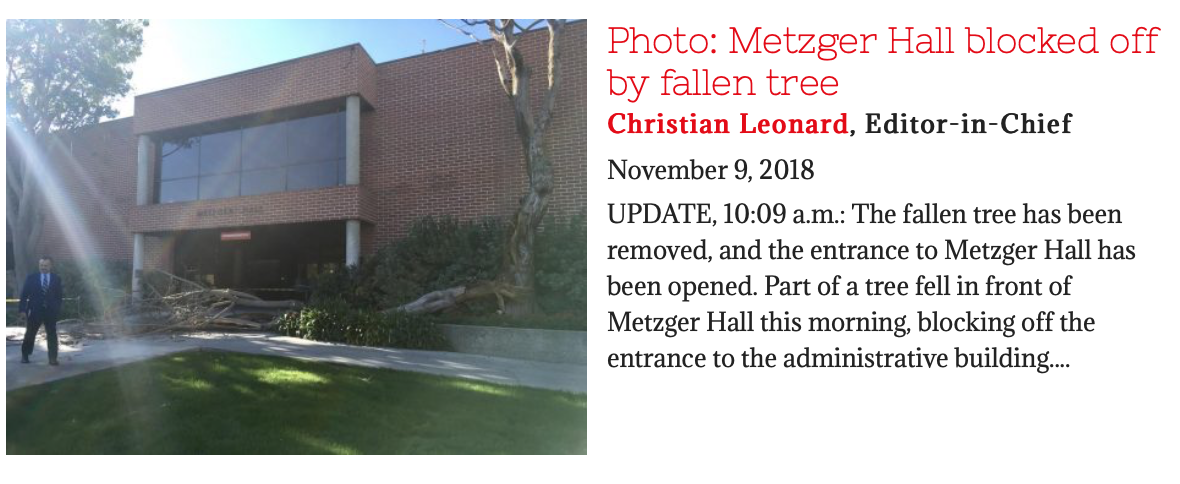 Photo: Metzger Hall blocked off
by fallen tree
Christian Leonard, Editor-in-Chief
November 9, 2018
UPDATE, 10:09 a.m.: The fallen tree has been
removed, and the entrance to Metzger Hall has
been opened. Part of a tree fell in front of
Metzger Hall this morning, blocking off the
entrance to the administrative building....